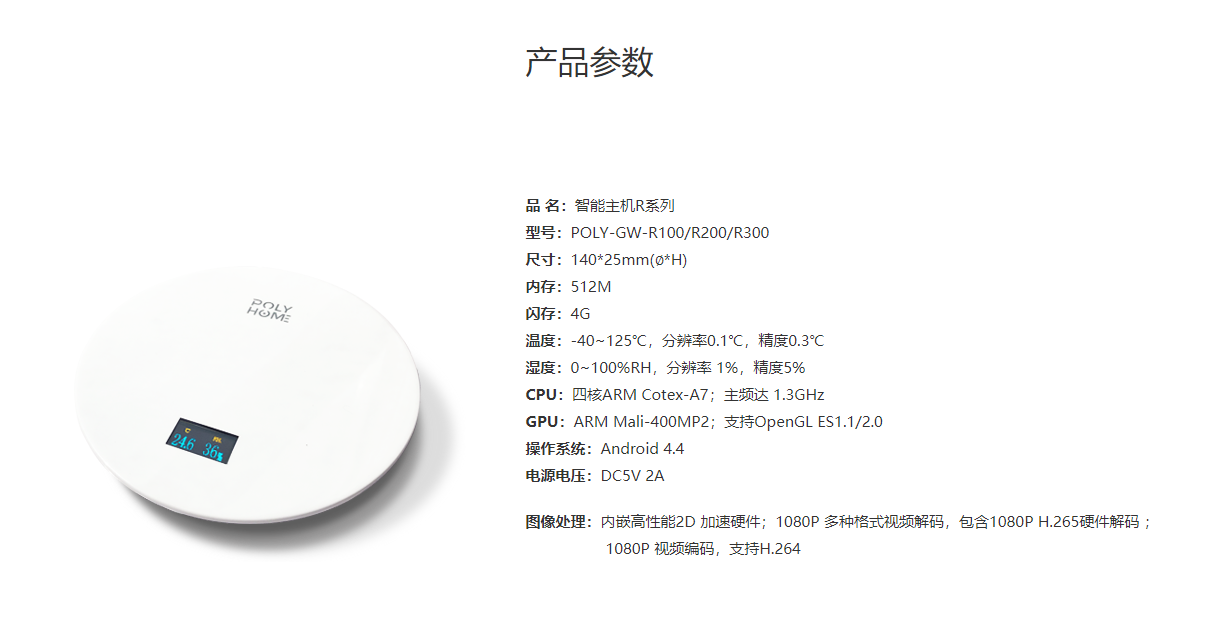 产品参数
品 名：智能主机R系列
型号：POLY-GW-R100/R200/R300
尺寸：140*25mm(ø*H)
内存：512M
闪存：4G
温度：-40~125℃，分辨率0.1℃，精度0.3℃
湿度：0~100%RH，分辨率 1%，精度5%
CPU：四核ARM Cotex-A7；主频达 1.3GHz
GPU：ARM Mali-400MP2；支持OpenGL ES1.1/2.0
操作系统：Android 4.4
电源电压：DC5V 2A
图像处理：内嵌高性能2D 加速硬件；1080P 多种格式视频解码，包含1080P H.265硬件解码 ；
1080P 视频编码，支持H.264
POLY
HOME
℃
24.6 36%